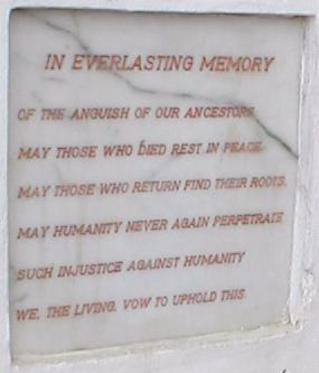 IN EVERLASTING MEMORY
OF THE ANGUISH OF OUR ANCESTORS.
MAY THOSE WHO DIED REST IN PEACE.
MAY THOSE WHO RETURN FIND THEIR ROOTS.
MAY HUMANITY NEVER AGAIN PERPETRATE
SUCH INJUSTICE AGAINST HUMANITY
WE, THE LIVING, VOW TO UPHOLD THIS.